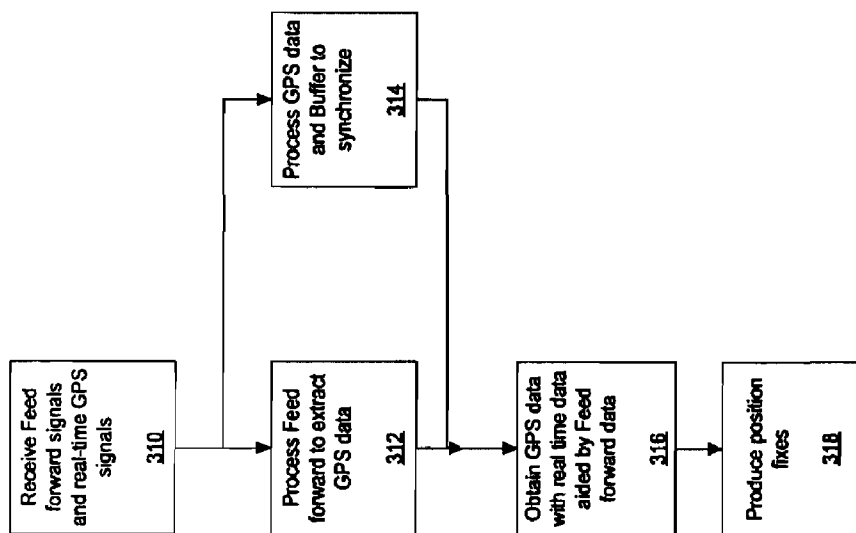 Receive Feed
forward signals
and real-time GPS
signals
310
Process Feed
forward to extract
GPS data
312
Process GPS data
and Buffer to
synchronize
314
Obtain GPS data
with real time data
aided by Feed
forward data
316
Produce position
fixes
318